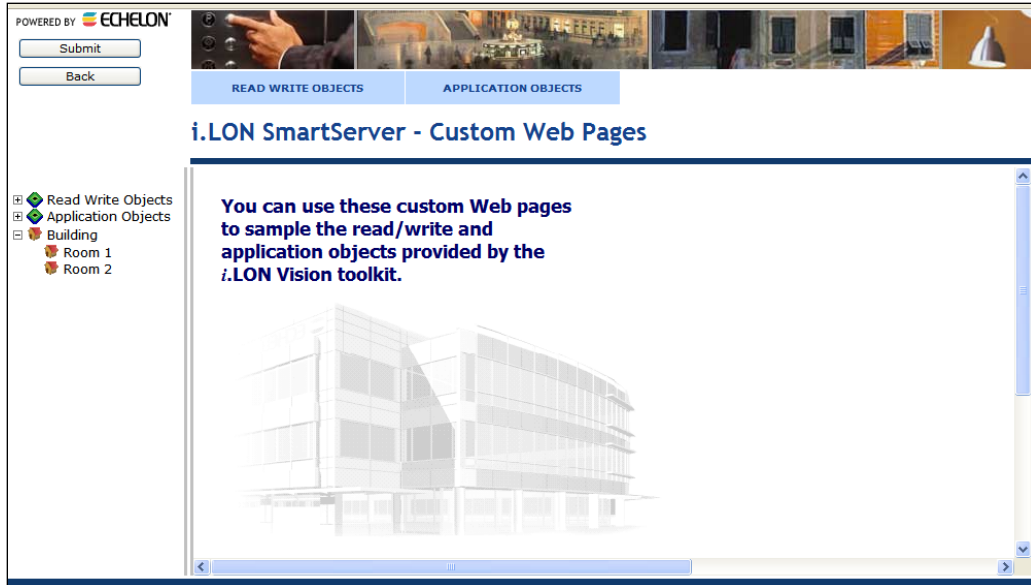 POWERED BY ECHELON
Submit
Back
READ WRITE OBJECTS
APPLICATION OBJECTS
i.LON SmartServer - Custom Web Pages
Read Write Objects
Application Objects
Building
Room 1
Room 2
You can use these custom Web pages
to sample the read/write and
application objects provided by the
i.LON Vision toolkit.